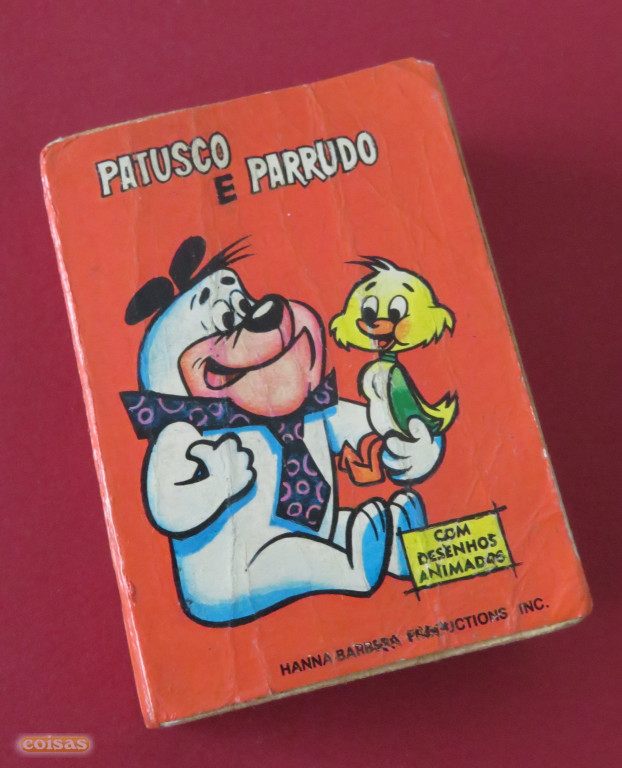 PATUSCO
E PARRUDO
COM
DESENHOS
ANIMADOS
HANNA BARBERA PRODUCTIONS, INC.
coisas